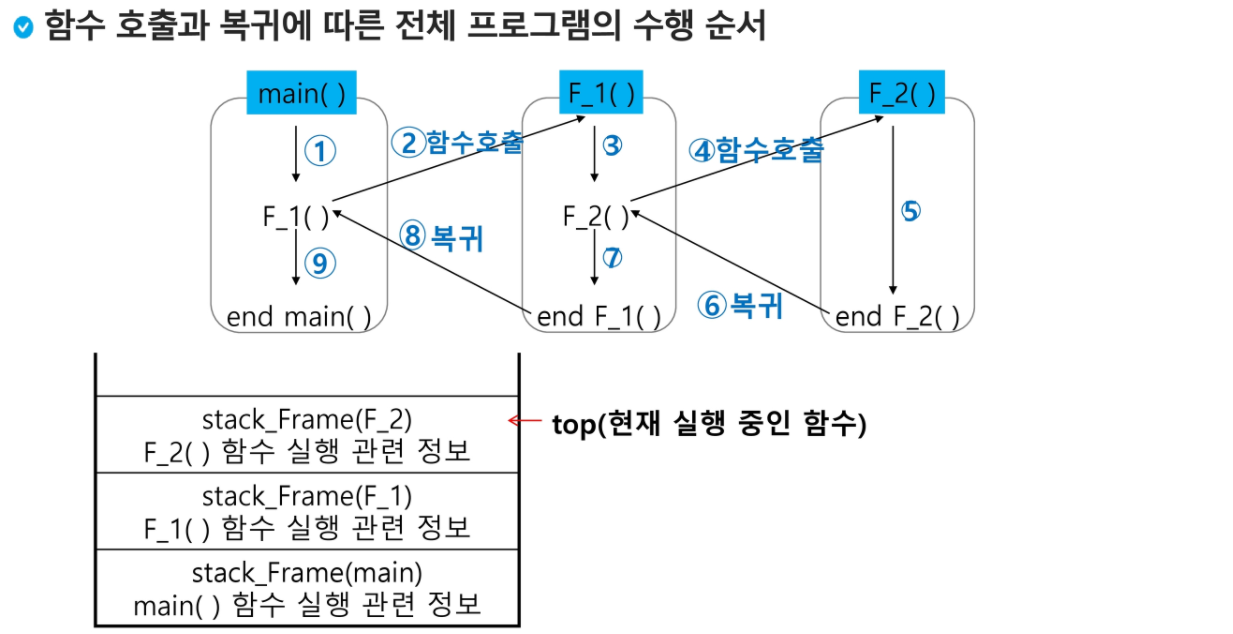 함수 호출과 복귀에 따른 전체 프로그램의 수행 순서
main( )
F_1( )
F_2( )
①
②함수호출
③
④함수호출
F_1( )
F_2( )
⑤
⑧복귀
⑨
⑦
⑥복귀
end main( )
end F_1( )
end F_2( )
stack_Frame(F_2)
F_2( ) 함수 실행 관련 정보
top(현재 실행 중인 함수)
stack_Frame(F_1)
F_1( ) 함수 실행 관련 정보
stack_Frame(main)
main( ) 함수 실행 관련 정보